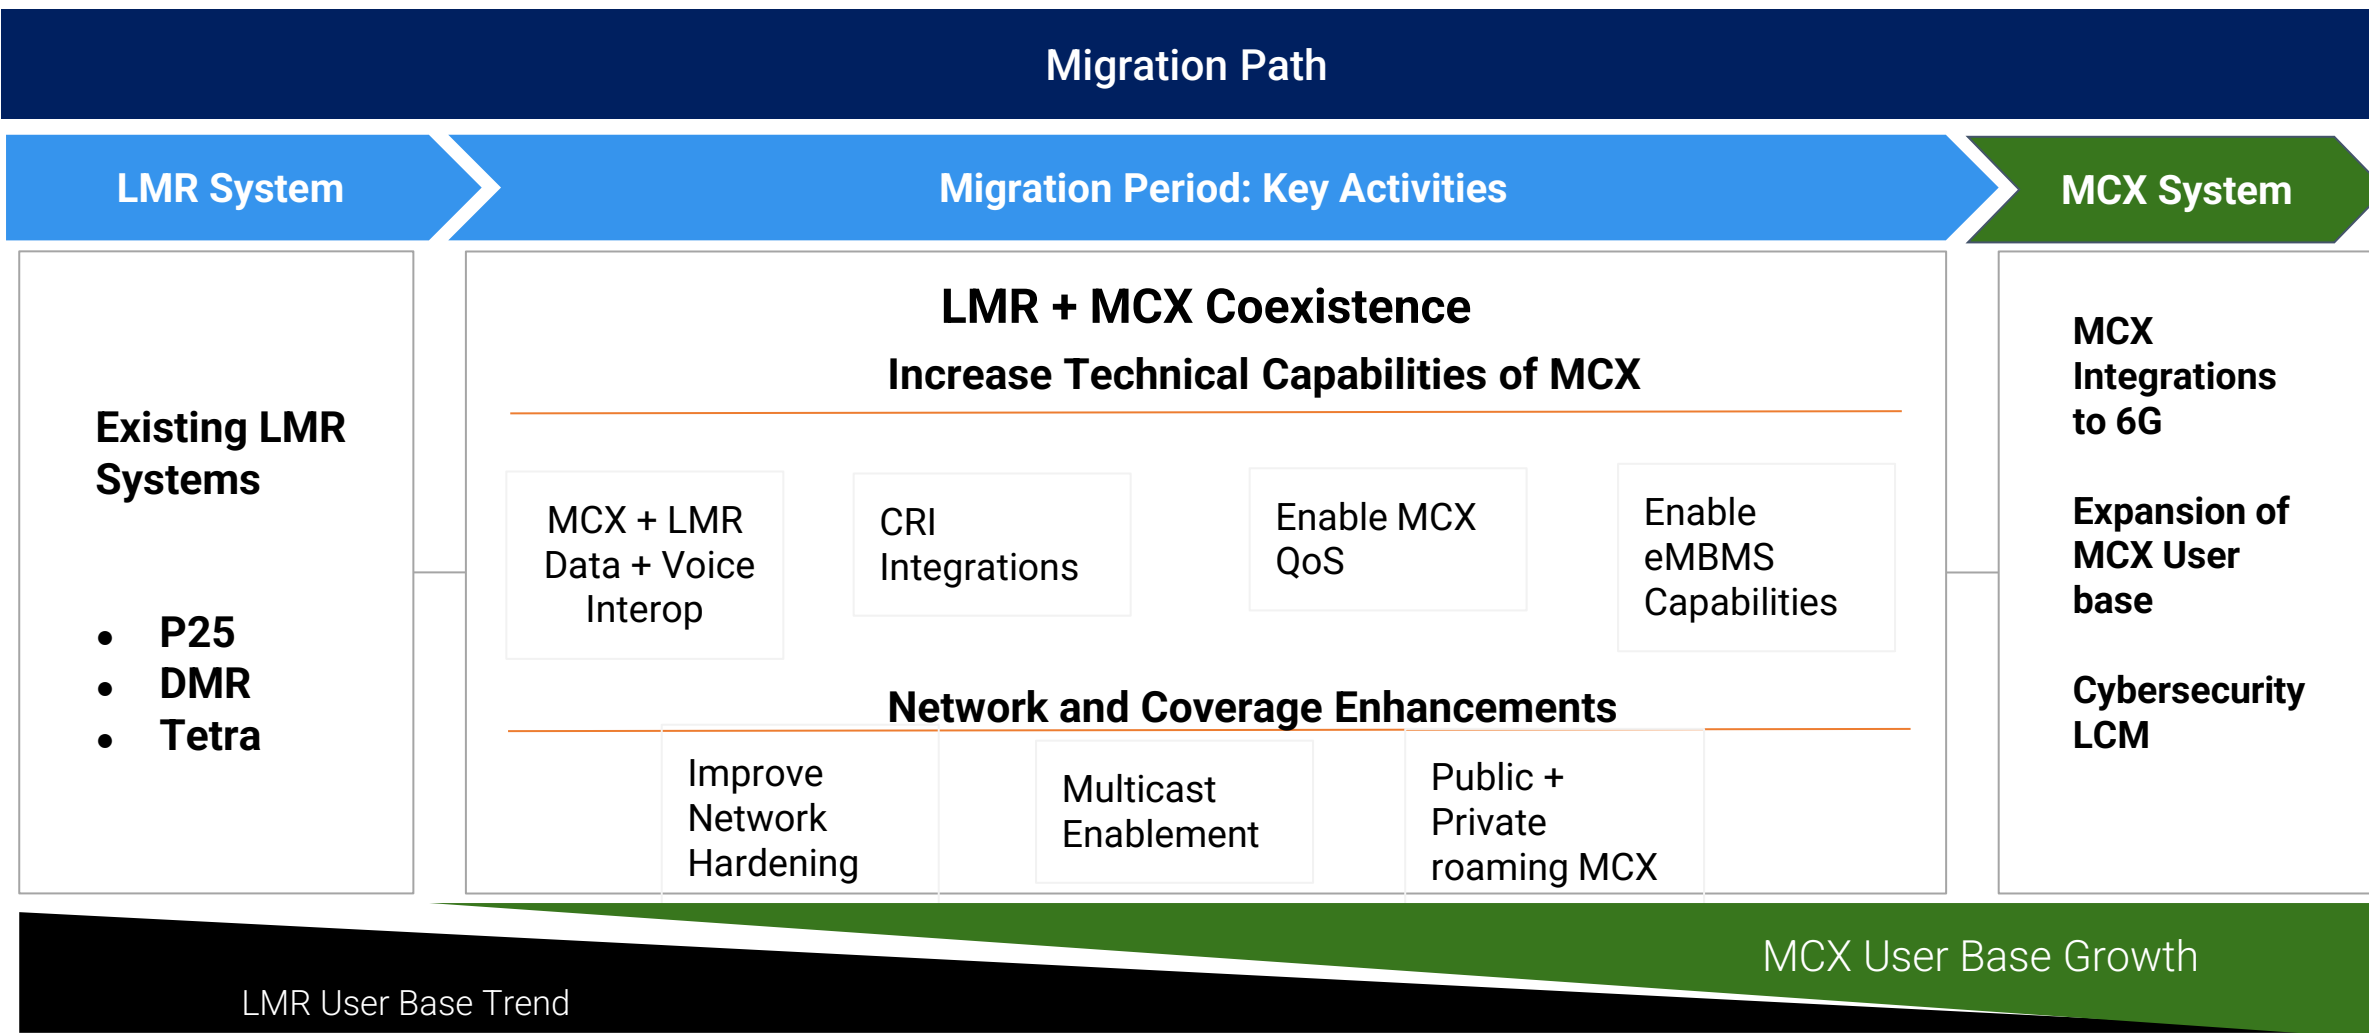 Migration Path
LMR System
Migration Period: Key Activities
MCX System
Existing LMR
Systems
● P25
● DMR
● Tetra
LMR + MCX Coexistence
Increase Technical Capabilities of MCX
MCX + LMR
Data + Voice
Interop
CRI
Integrations
Enable MCX
QoS
Enable
eMBMS
Capabilities
Network and Coverage Enhancements
Improve
Network
Hardening
Multicast
Enablement
Public +
Private
roaming MCX
MCX
Integrations
to 6G
Expansion of
MCX User
base
Cybersecurity
LCM
LMR User Base Trend
MCX User Base Growth